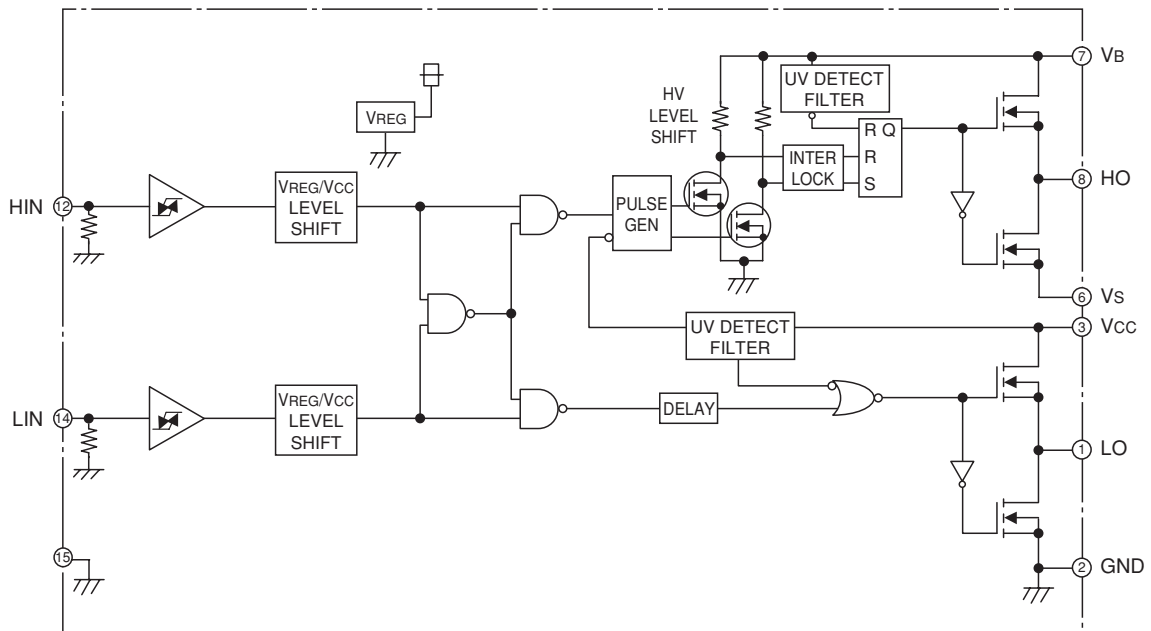 7 VB
UV DETECT
FILTER
HV
LEVEL
SHIFT
VREG
R Q
R
S
INTER
LOCK
HIN 12
VREG/VCC
LEVEL
SHIFT
PULSE
GEN
8 HO
6 VS
3 VCC
UV DETECT
FILTER
LIN 14
VREG/VCC
LEVEL
SHIFT
DELAY
1 LO
15
2 GND